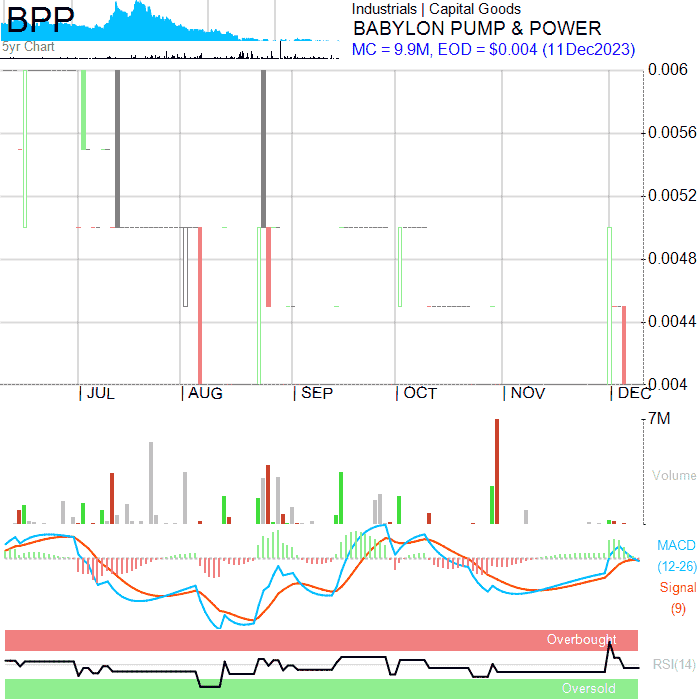 BPP
5yr Chart
Industrials | Capital Goods
BABYLON PUMP & POWER
MC = 9.9M, EOD = $0.004 (11Dec2023)
0.006
0.0056
0.0052
0.0048
0.0044
0.004
JUL
AUG
SEP
OCT
NOV
DEC
7M
Volume
MACD
(12-26)
Signal
(9)
Overbought
RSI(14)
Oversold